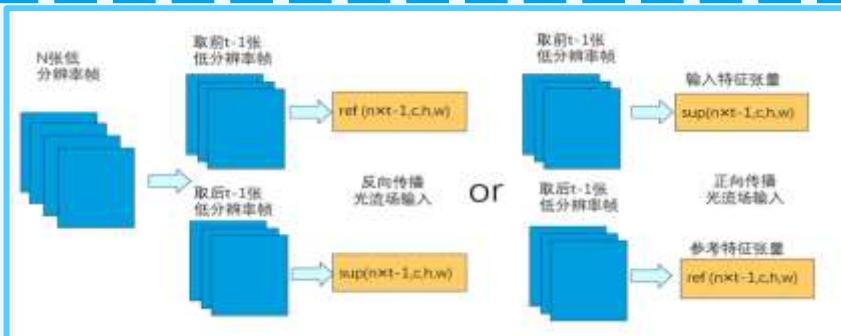 N张低
分辨率帧
取前t-1张
低分辨率帧
ref (n×t-1,c,h,w)
取后t-1张
低分辨率帧
反向传播
光流场输入
sup(n×t-1,c,h,w)
or
取前t-1张
低分辨率帧
输入特征张量
sup(n×t-1,c,h,w)
取后t-1张
低分辨率帧
正向传播
光流场输入
参考特征张量
ref (n×t-1,c,h,w)